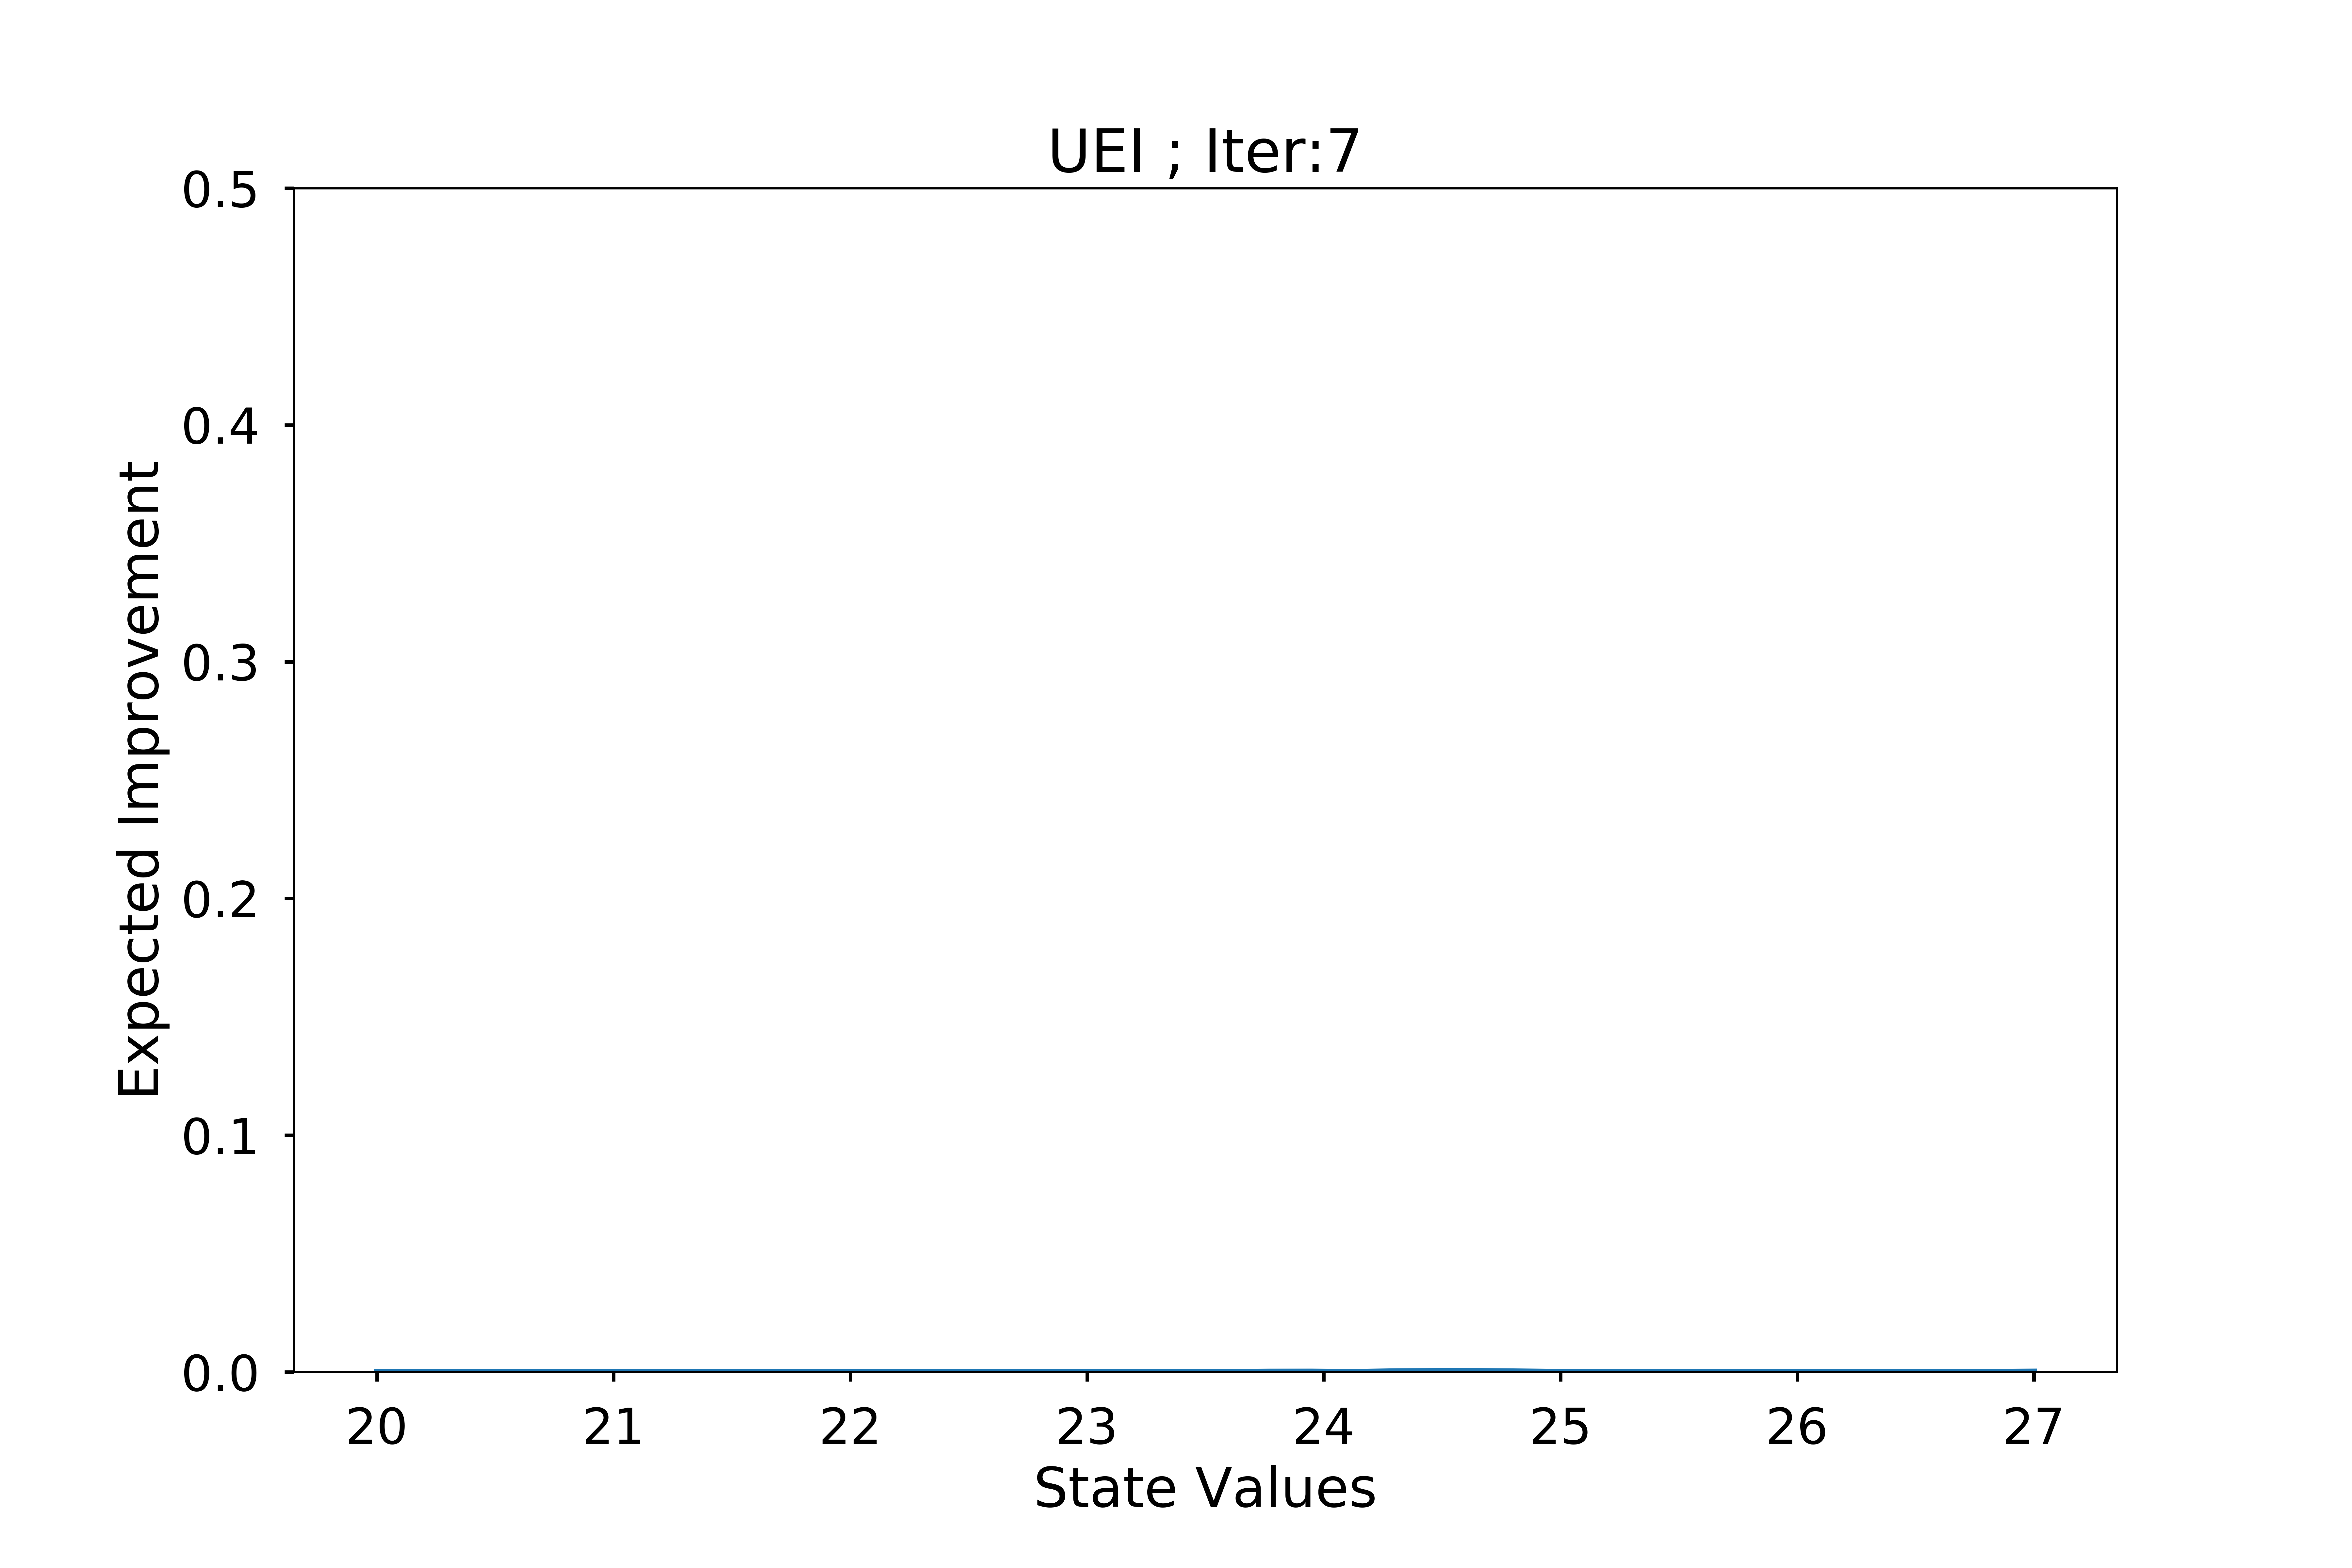 UEI ; Iter:7
0.5
0.4
0.3
0.2
0.1
0.0
Expected Improvement
20 21 22 23 24 25 26 27
State Values